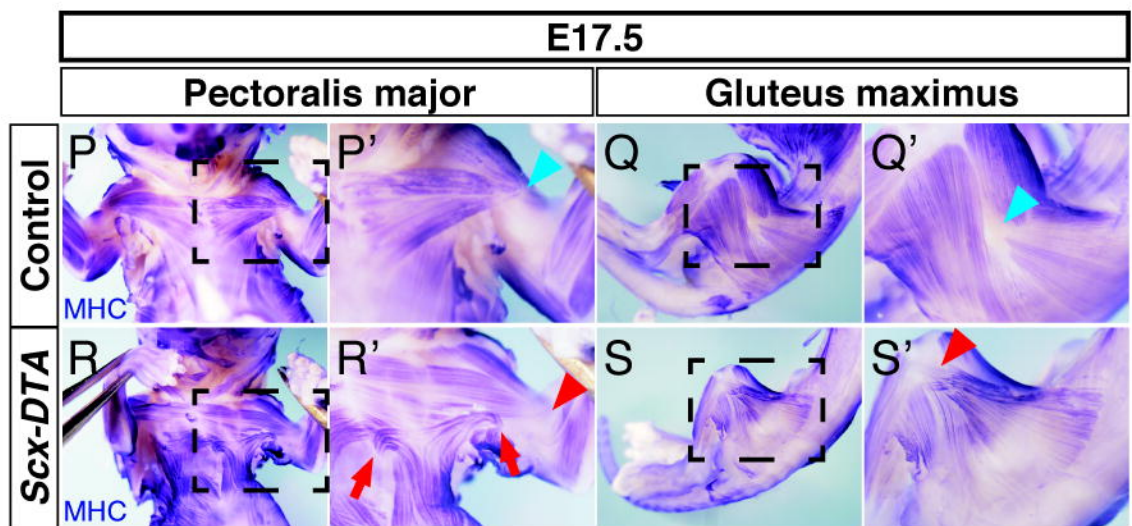 E17.5
Pectoralis major
Gluteus maximus
Control
P
P'
Q
Q'
MHC
Scx-DTA
R
R'
S
S'
MHC